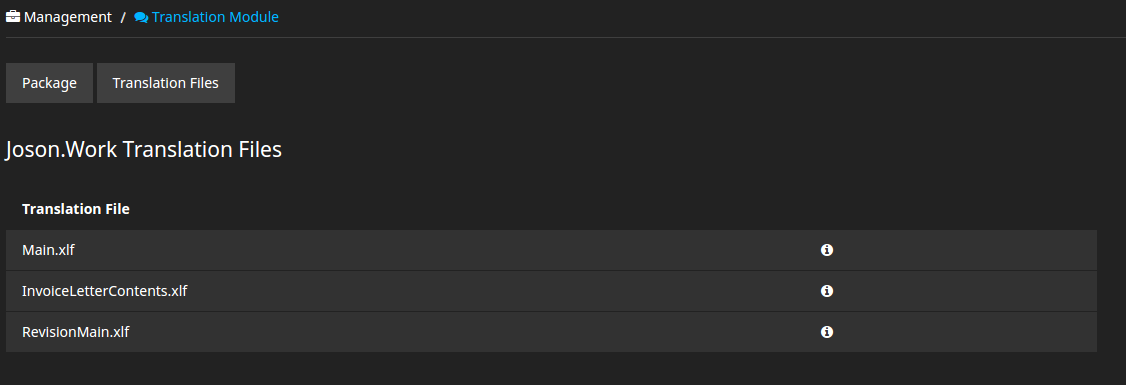 Management / Translation Module
Package Translation Files
Joson.Work Translation Files
Translation File
Main.xlf
InvoiceLetterContents.xlf
RevisionMain.xlf